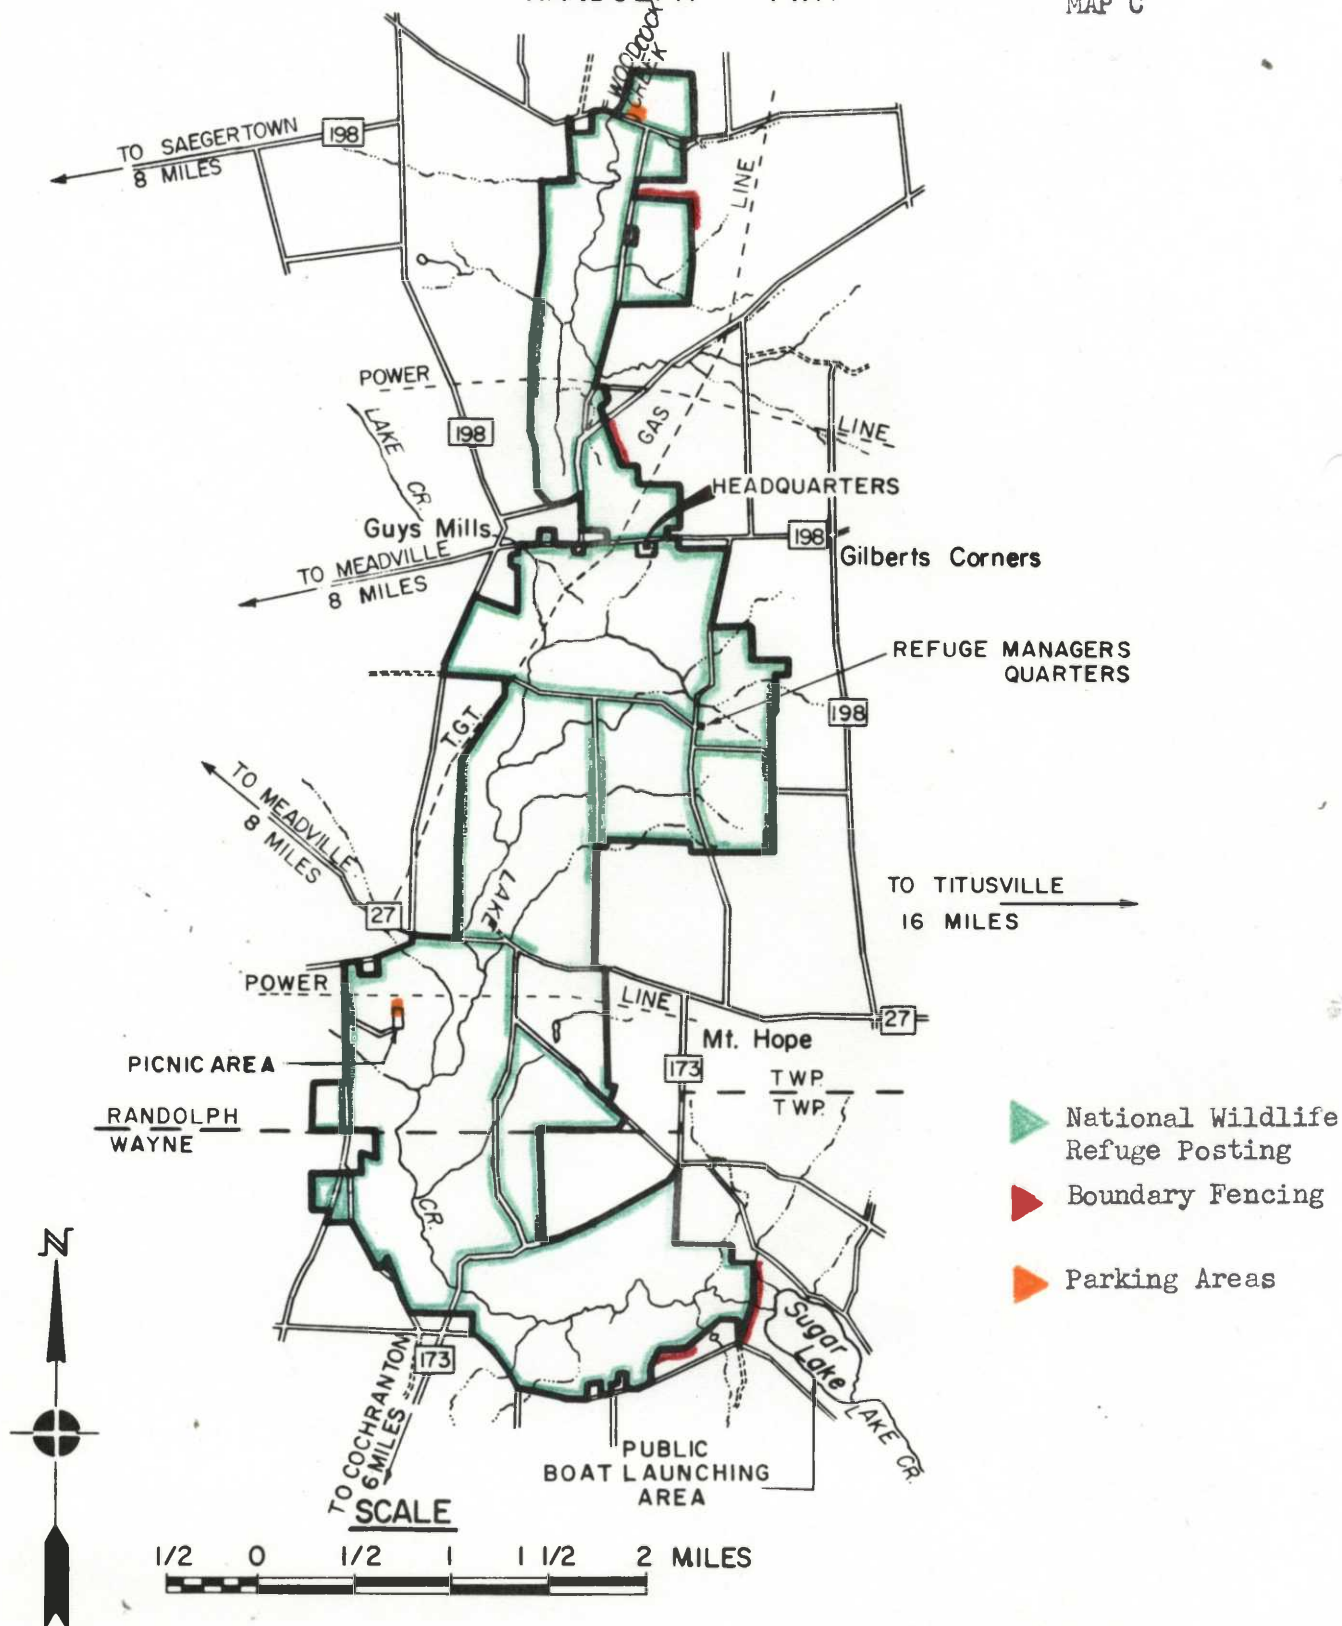 MAP C
WOODCOCK
CREEK
TO SAEGERTOWN
8 MILES
198
LINE
POWER
LAKE
CR.
198
GAS
LINE
HEADQUARTERS
Guys Mills
198
Gilberts Corners
TO MEADVILLE
8 MILES
REFUGE MANAGERS
QUARTERS
198
T.G.T.
TO MEADVILLE
8 MILES
27
LAKE
TO TITUSVILLE
16 MILES
POWER
LINE
27
Mt. Hope
PICNIC AREA
173
TWP.
TWP.
RANDOLPH
WAYNE
National Wildlife
Refuge Posting
Boundary Fencing
Parking Areas
CR.
N
Sugar
Lake
173
TO COCHRANTON
6 MILES
LAKE CR.
PUBLIC
BOAT LAUNCHING
AREA
SCALE
1/2 0 1/2 1 1 1/2 2 MILES